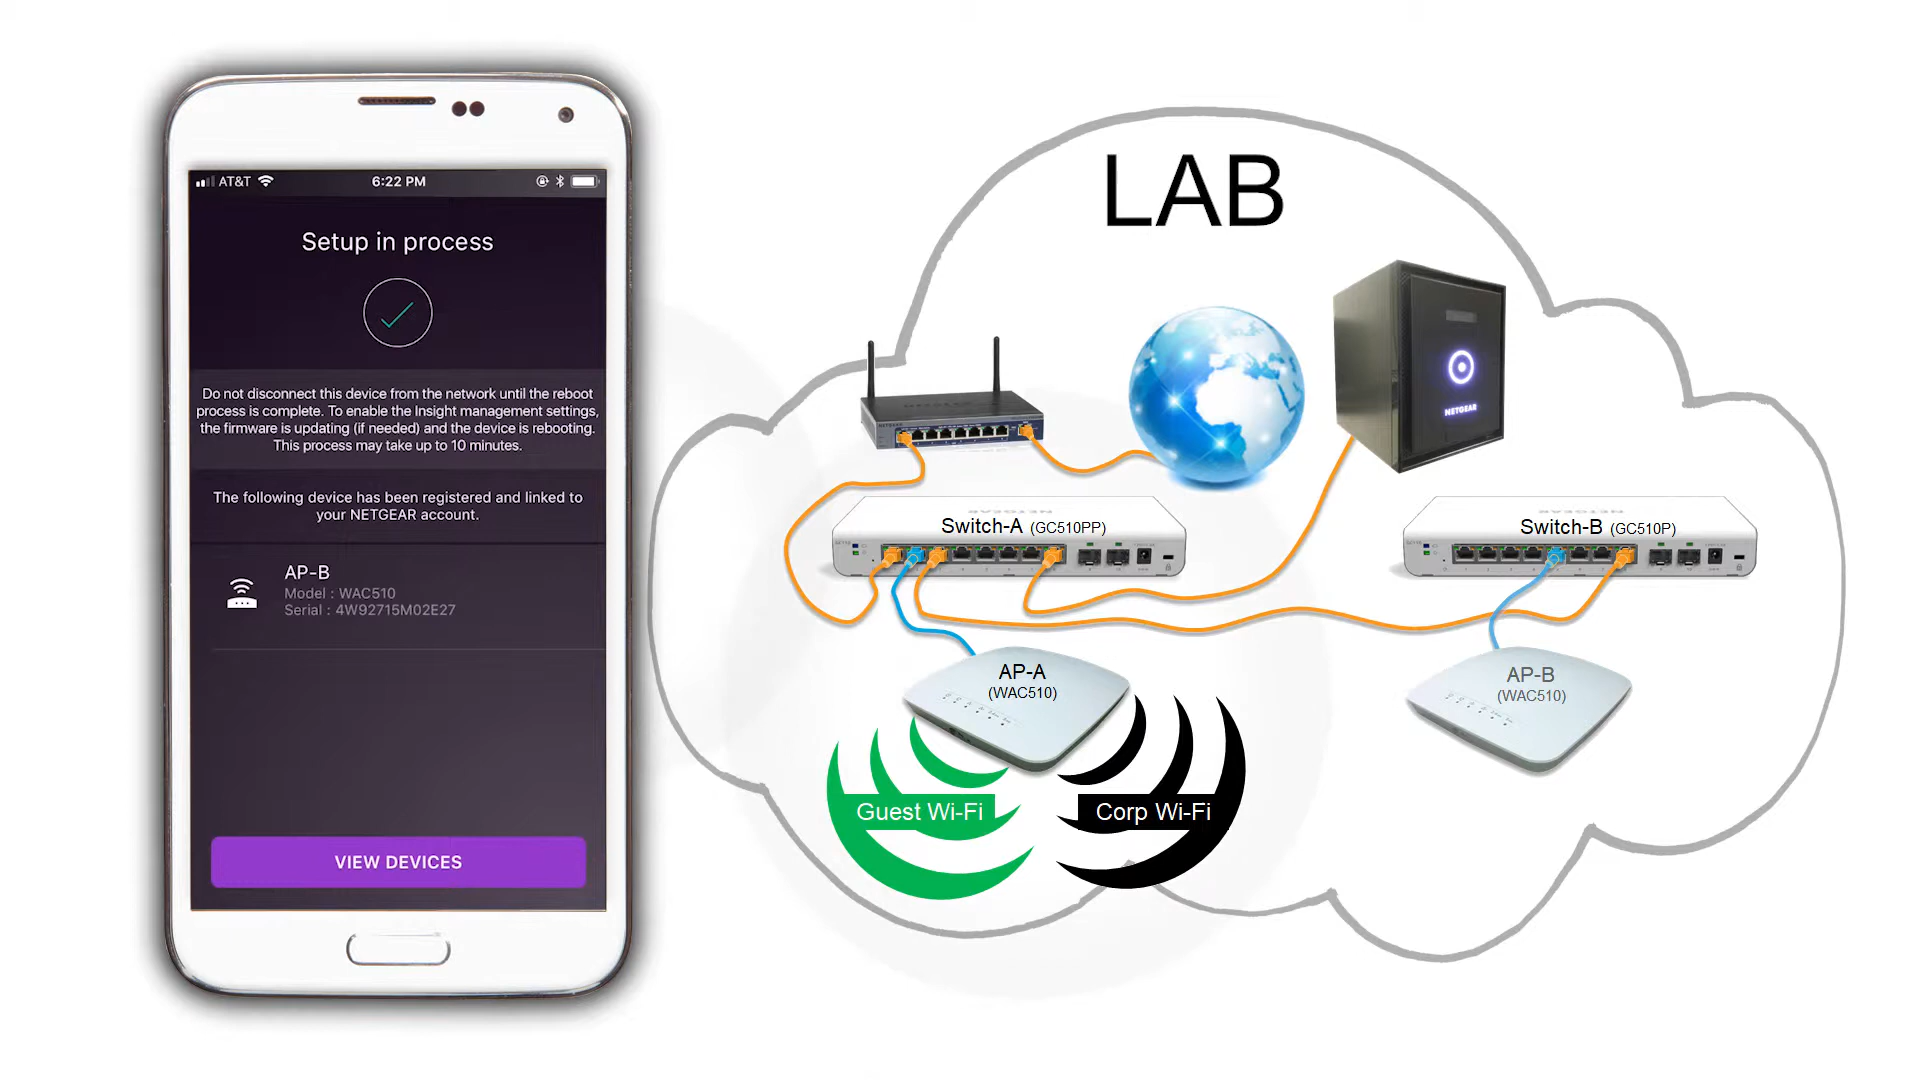 AT&T
6:22 PM
Setup in process
Do not disconnect this device from the network until the reboot
process is complete. To enable the Insight management settings,
the firmware is updating (if needed) and the device is rebooting.
This process may take up to 10 minutes.
The following device has been registered and linked to
your NETGEAR account.
AP-B
Model : WAC510
Serial : 4W92715M02E27
VIEW DEVICES
LAB
NETGEAR
NETGEAR
Switch-A (GC510PP)
Switch-B (GC510P)
AP-A
(WAC510)
AP-B
(WAC510)
Guest Wi-Fi
Corp Wi-Fi